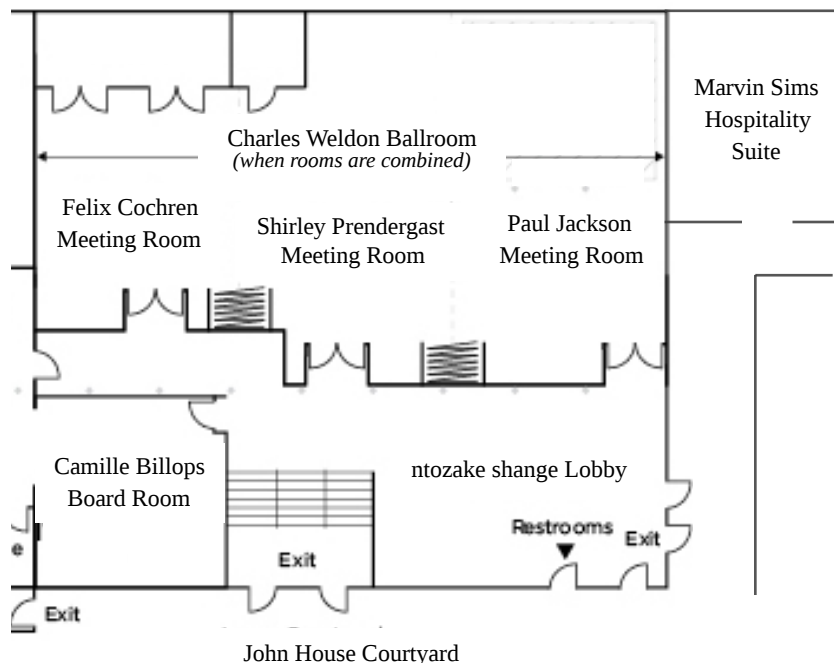 Marvin Sims
Hospitality
Suite
Charles Weldon Ballroom
(when rooms are combined)
Felix Cochren
Meeting Room
Shirley Prendergast
Meeting Room
Paul Jackson
Meeting Room
Camille Billops
Board Room
ntozake shange Lobby
Restrooms
Exit
Exit
e
Exit
John House Courtyard